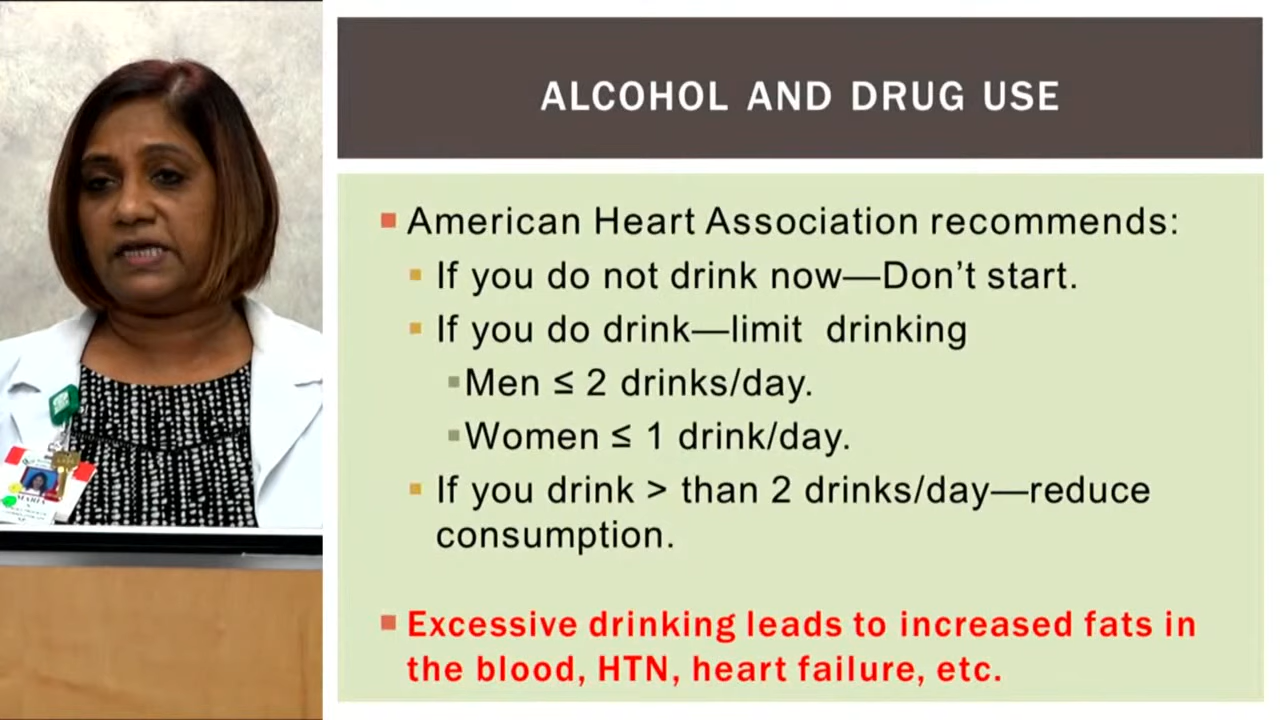 ALCOHOL AND DRUG USE
American Heart Association recommends:
If you do not drink now—Don't start.
If you do drink—limit drinking
Men ≤ 2 drinks/day.
Women ≤ 1 drink/day.
If you drink > than 2 drinks/day—reduce
consumption.
Excessive drinking leads to increased fats in
the blood, HTN, heart failure, etc.
MARIA